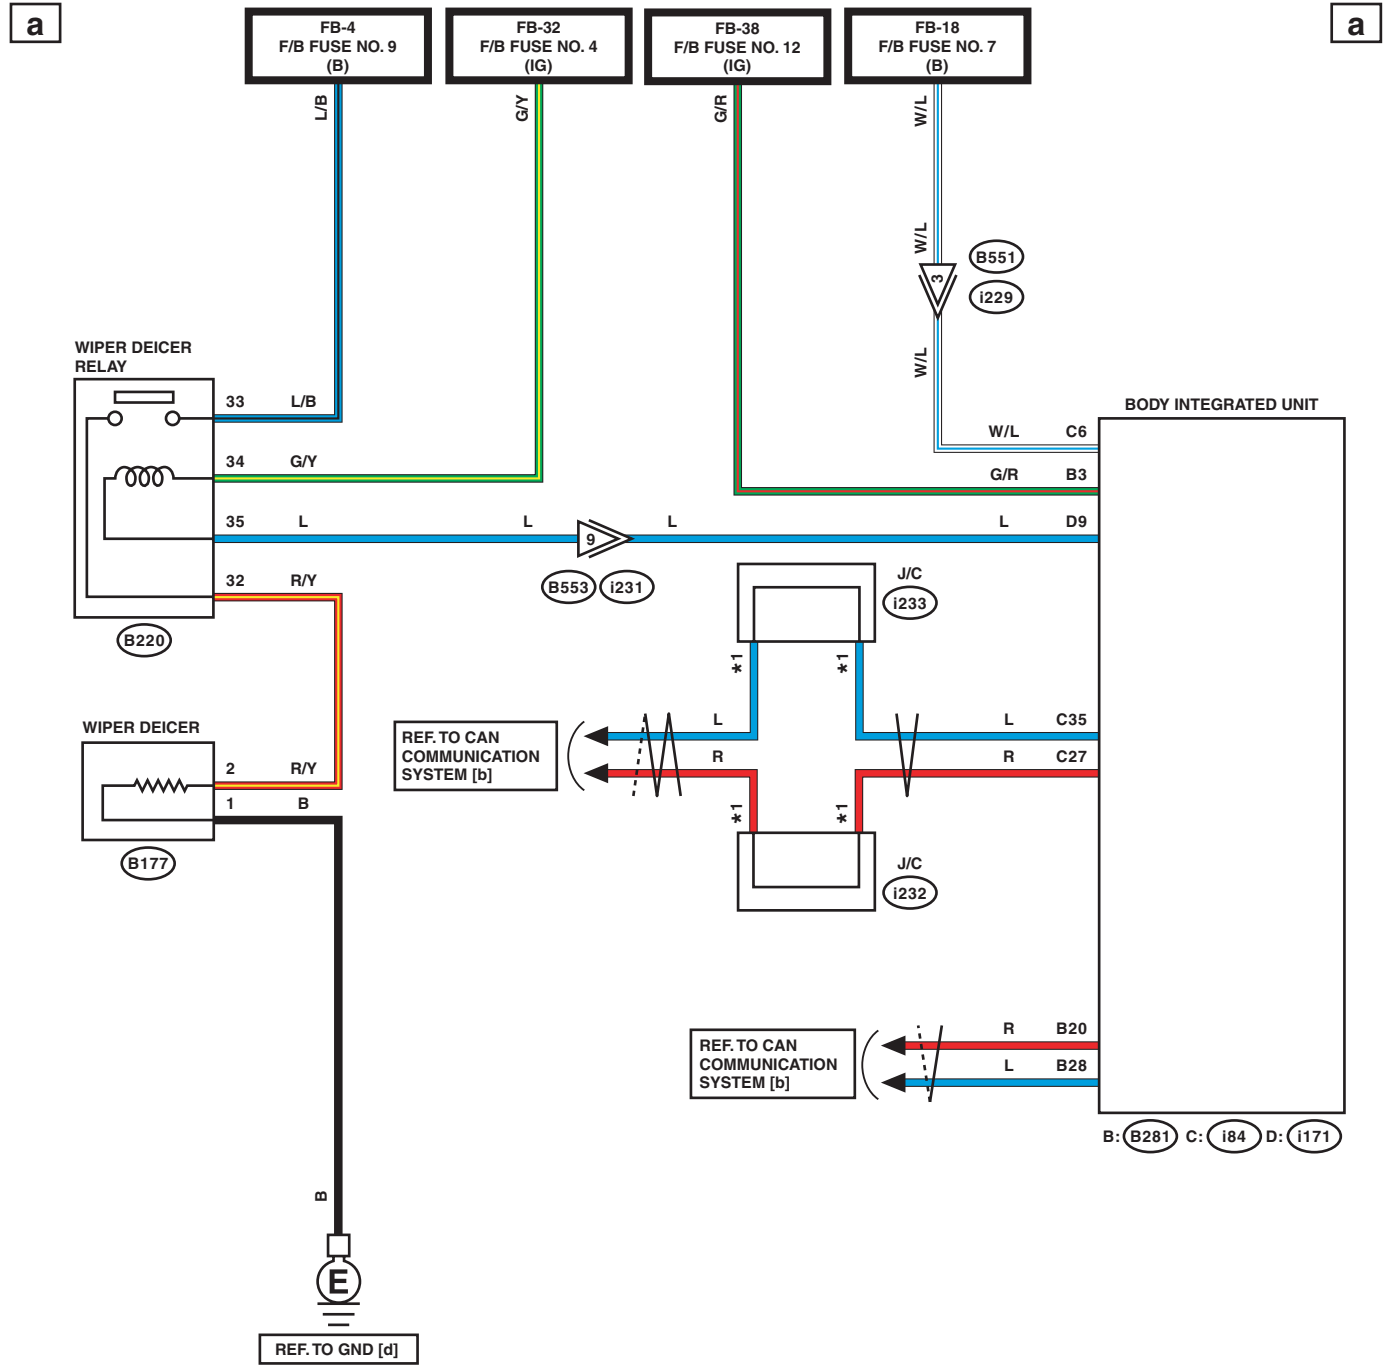 a
a
FB-4
F/B FUSE NO. 9
(B)
FB-32
F/B FUSE NO. 4
(IG)
FB-38
F/B FUSE NO. 12
(IG)
FB-18
F/B FUSE NO. 7
(B)
L/B
G/Y
G/R
W/L
W/L
3
B551
i229
W/L
WIPER DEICER
RELAY
33 L/B
34 G/Y
35 L L 9 L L D9
32 R/Y
B220
B553 i231
BODY INTEGRATED UNIT
W/L C6
G/R B3
J/C
i233
*1 *1
WIPER DEICER
2 R/Y
1 B
B177
REF. TO CAN
COMMUNICATION
SYSTEM [b]
L L C35
R R C27
*1 *1
J/C
i232
REF. TO CAN
COMMUNICATION
SYSTEM [b]
R B20
L B28
B: B281 C: i84 D: i171
B
E
REF. TO GND [d]